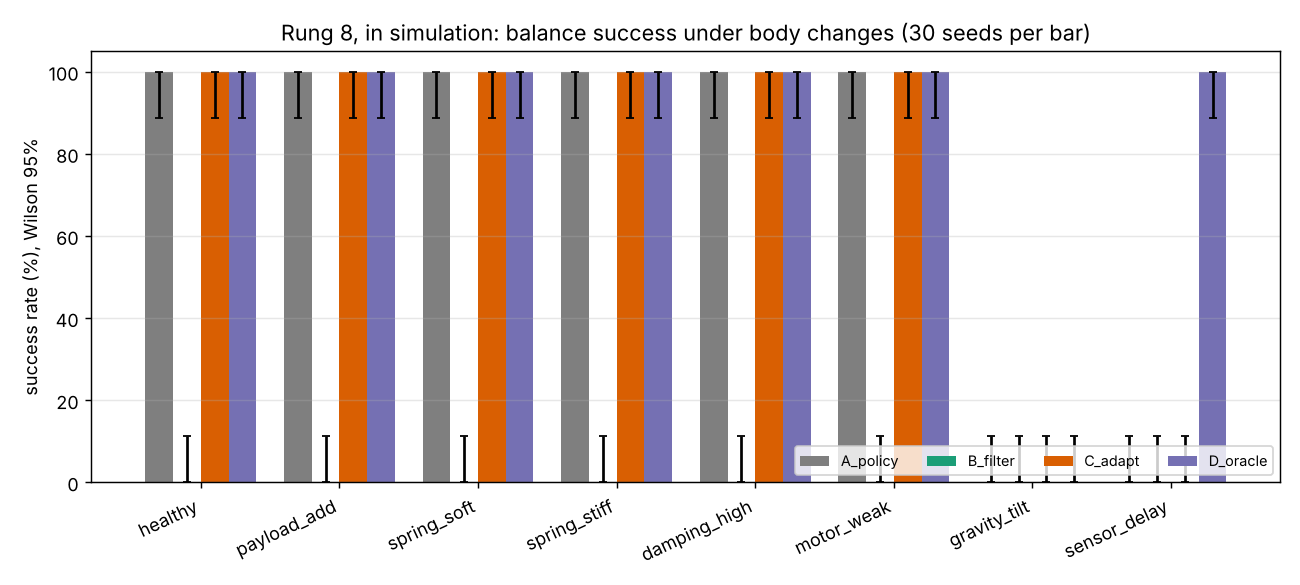 Rung 8, in simulation: balance success under body changes (30 seeds per bar)
success rate (%), Wilson 95%
100
80
60
40
20
0
A_policy
B_filter
C_adapt
D_oracle
healthy
payload_add
spring_soft
spring_stiff
damping_high
motor_weak
gravity_tilt
sensor_delay